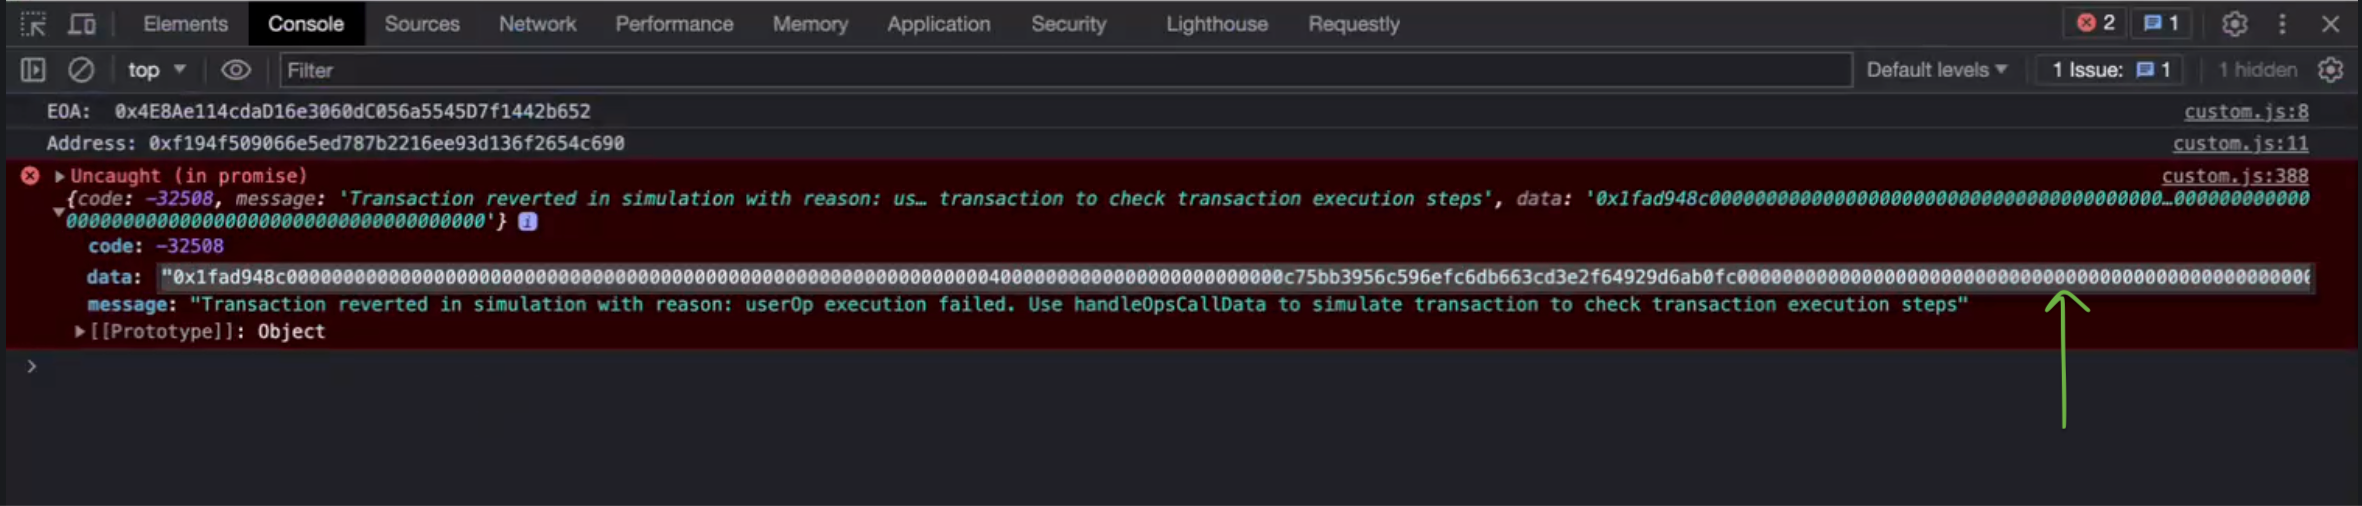 Elements Console Sources Network Performance Memory Application Security Lighthouse Requestly 2 1
top Filter Default levels 1 Issue: 1 1 hidden
EOA: 0x4E8Ae114cdaD16e3060dC056a5545D7f1442b652 custom.js:8
Address: 0xf194f509066e5ed787b2216ee93d136f2654c690 custom.js:11
Uncaught (in promise) custom.js:388
{code: -32508, message: 'Transaction reverted in simulation with reason: us… transaction to check transaction execution steps', data:
code: -32508
data:
message: "Transaction reverted in simulation with reason: userOp execution failed. Use handleOpsCallData to simulate transaction to check transaction execution steps"
[[Prototype]]: Object